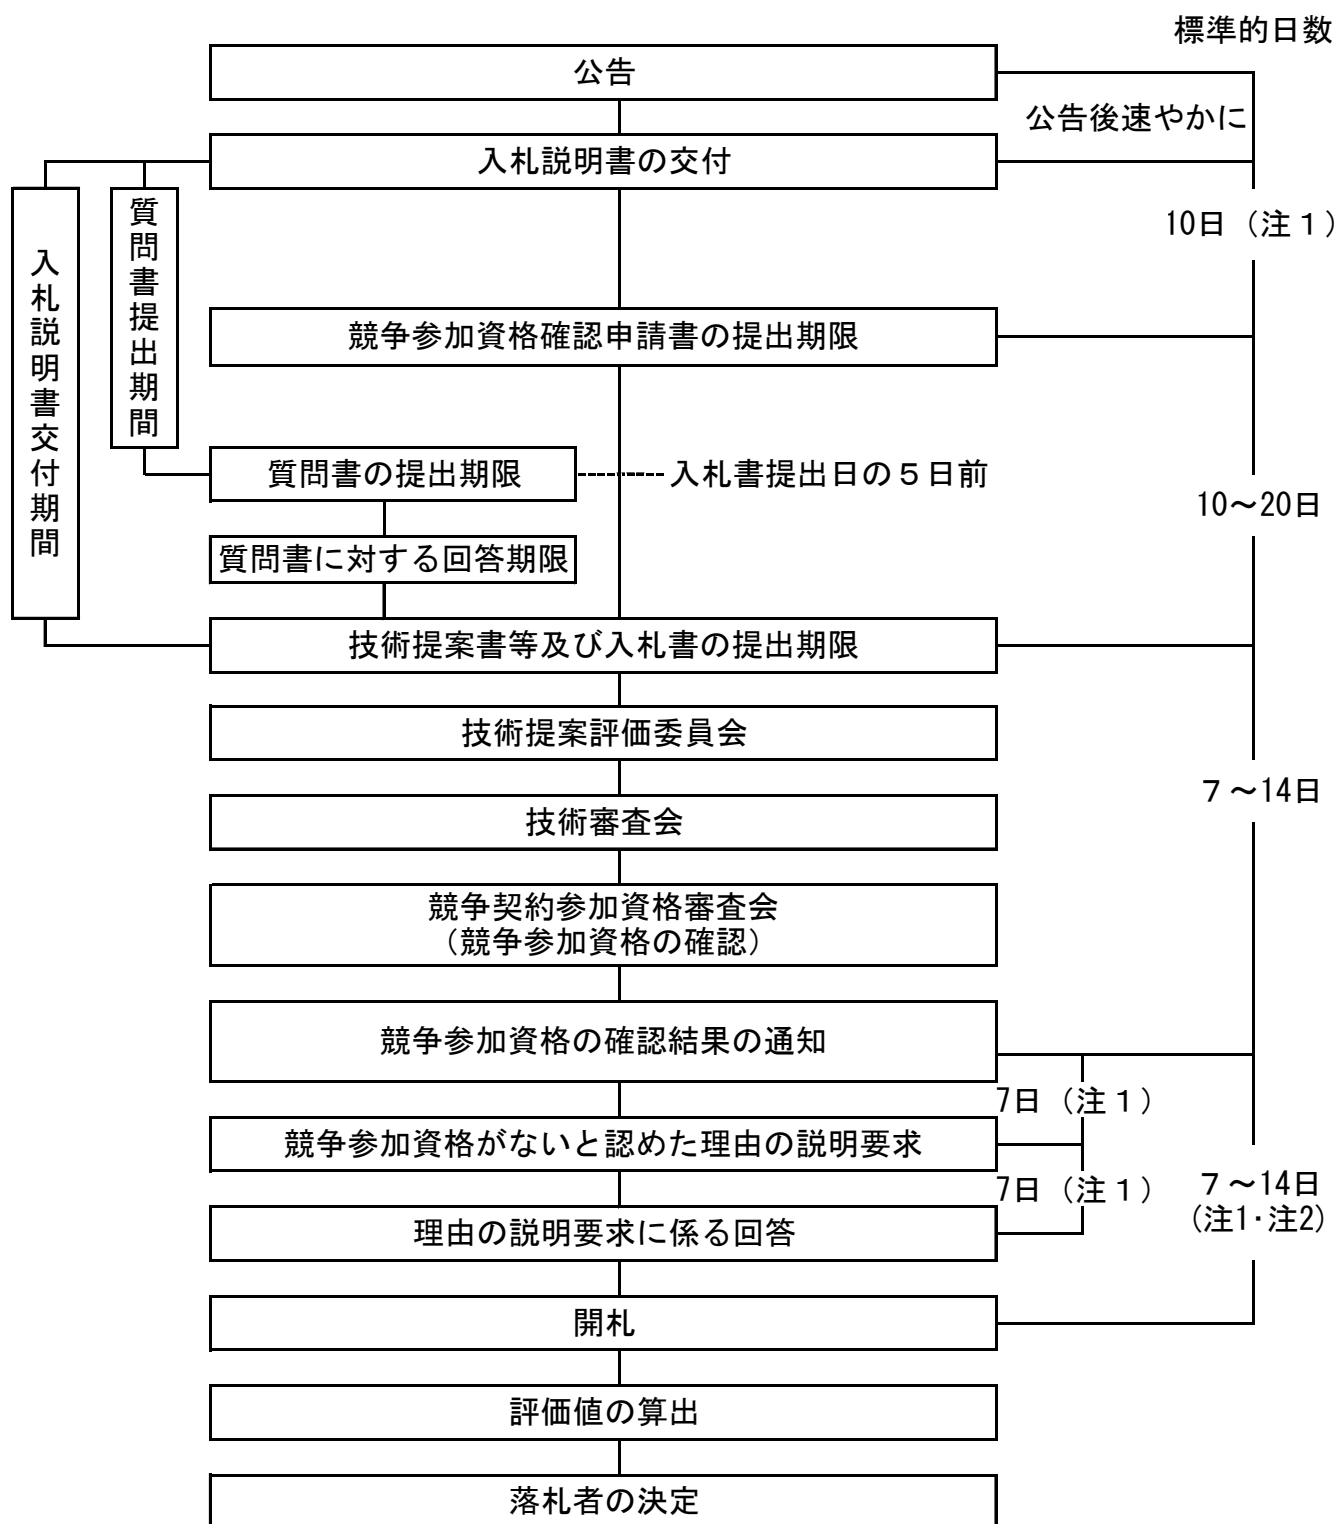 標準的日数
公告
公告後速やかに
入札説明書の交付
10日（注１）
入札説明書交付期間
質問書提出期間
競争参加資格確認申請書の提出期限
質問書の提出期限
入札書提出日の５日前
10～20日
質問書に対する回答期限
技術提案書等及び入札書の提出期限
技術提案評価委員会
７～14日
技術審査会
競争契約参加資格審査会
（競争参加資格の確認）
競争参加資格の確認結果の通知
7日（注１）
競争参加資格がないと認めた理由の説明要求
7日（注１）
７～14日
(注1･注2)
理由の説明要求に係る回答
開札
評価値の算出
落札者の決定